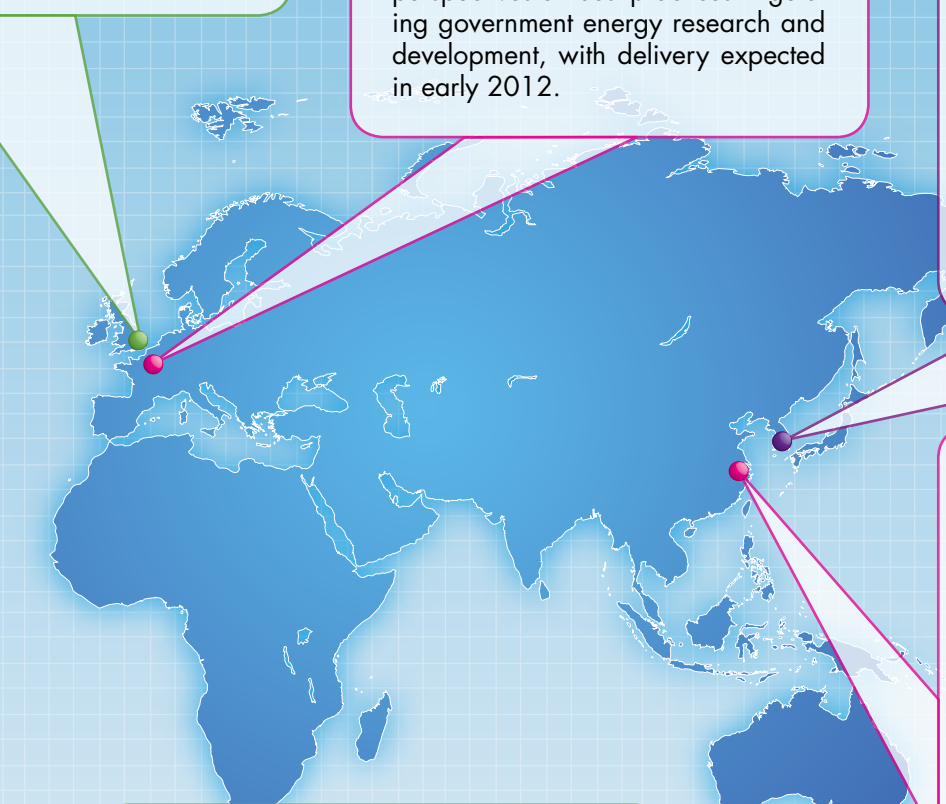 ing government energy research and
development, with delivery expected
in early 2012.